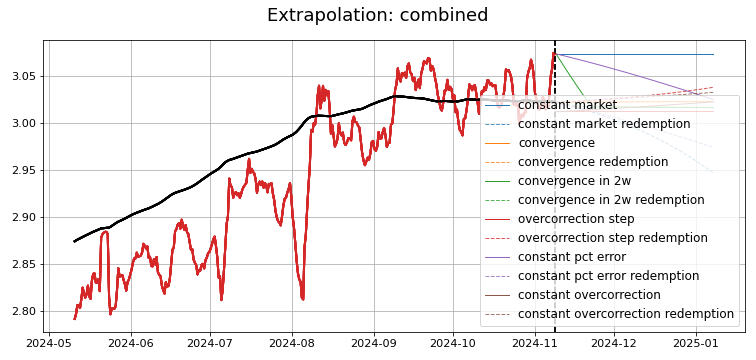 Extrapolation: combined
3.05
3.00
2.95
2.90
2.85
2.80
constant market
constant market redemption
convergence
convergence redemption
convergence in 2w
convergence in 2w redemption
overcorrection step
overcorrection step redemption
constant pct error
constant pct error redemption
constant overcorrection
constant overcorrection redemption
2024-05 2024-06 2024-07 2024-08 2024-09 2024-10 2024-11 2024-12 2025-01